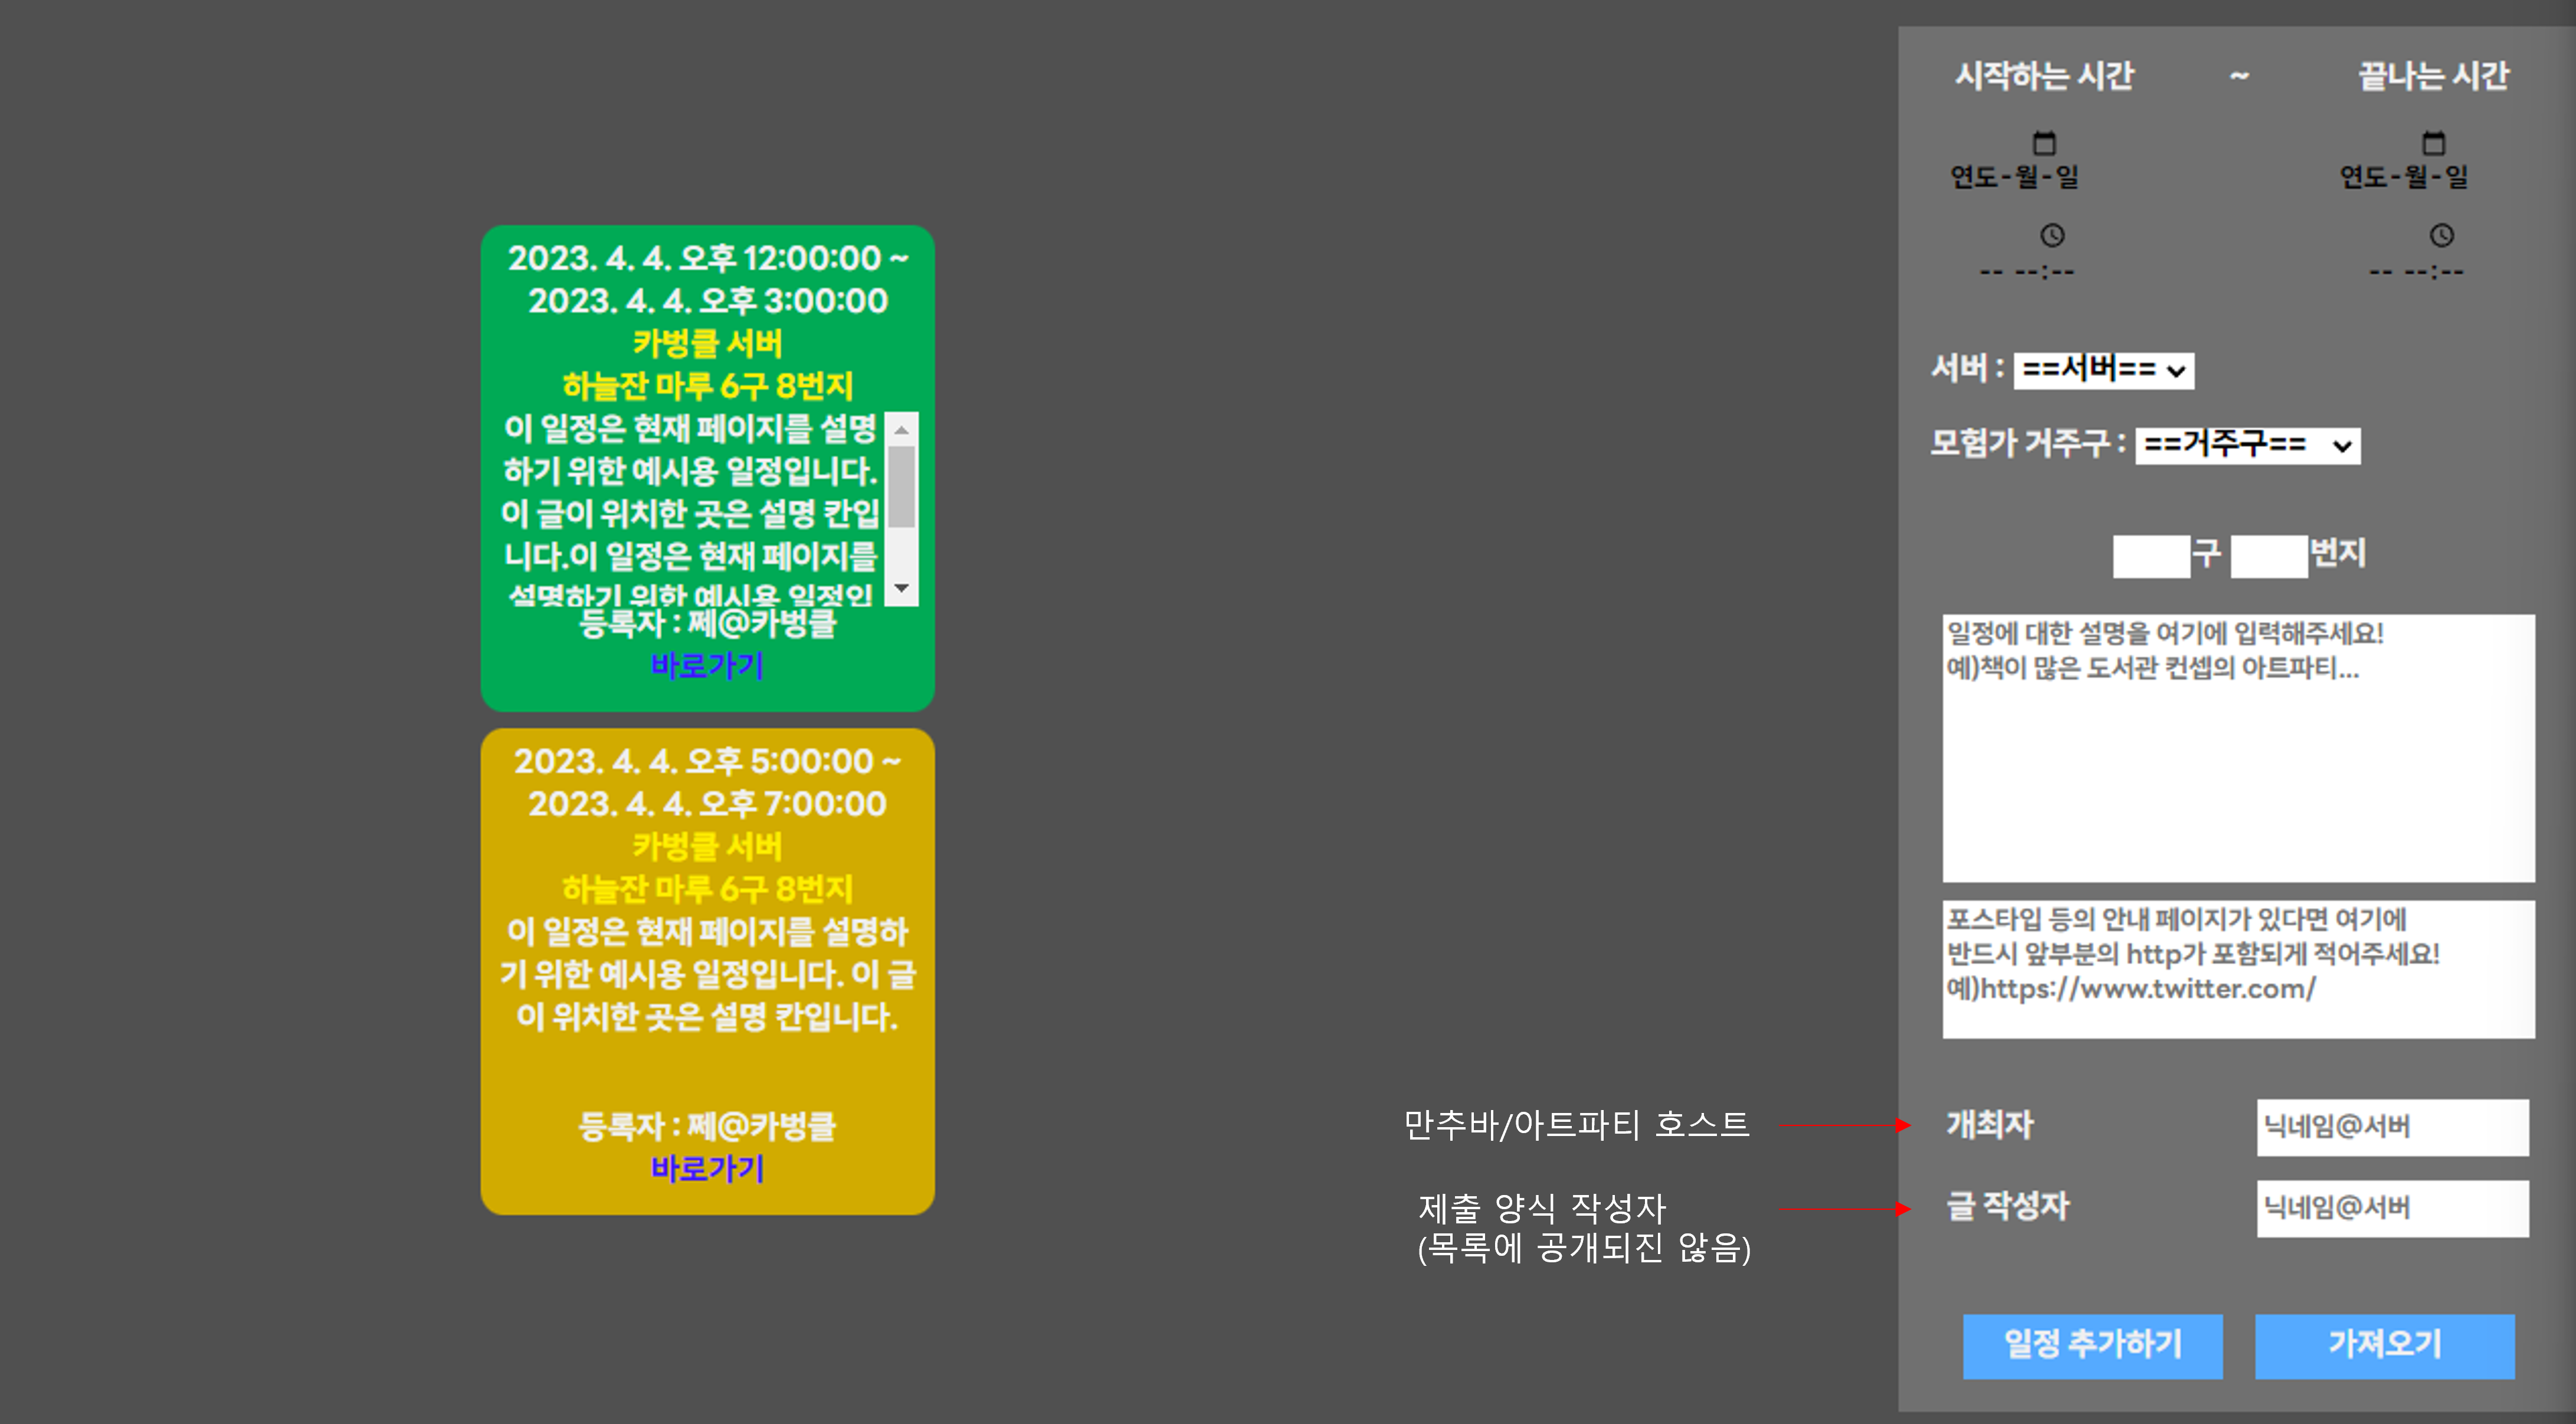 2023. 4. 4. 오후 12:00:00 ~
2023. 4. 4. 오후 3:00:00
카벙클 서버
하늘잔 마루 6구 8번지
이 일정은 현재 페이지를 설명
하기 위한 예시용 일정입니다.
이 글이 위치한 곳은 설명 칸입
니다.이 일정은 현재 페이지를
설명하기 위한 예시용 일정입
등록자 : 쩨@카벙클
바로가기
2023. 4. 4. 오후 5:00:00 ~
2023. 4. 4. 오후 7:00:00
카벙클 서버
하늘잔 마루 6구 8번지
이 일정은 현재 페이지를 설명하
기 위한 예시용 일정입니다. 이 글
이 위치한 곳은 설명 칸입니다.
등록자 : 쩨@카벙클
바로가기
만추바/아트파티 호스트
제출 양식 작성자
(목록에 공개되진 않음)
시작하는 시간 ~ 끝나는 시간
연도-월-일 연도-월-일
-- --:-- -- --:--
서버 : ==서버==
모험가 거주구 : ==거주구==
구 번지
일정에 대한 설명을 여기에 입력해주세요!
예)책이 많은 도서관 컨셉의 아트파티...
포스타입 등의 안내 페이지가 있다면 여기에
반드시 앞부분의 http가 포함되게 적어주세요!
예)https://www.twitter.com/
개최자 닉네임@서버
글 작성자 닉네임@서버
일정 추가하기 가져오기